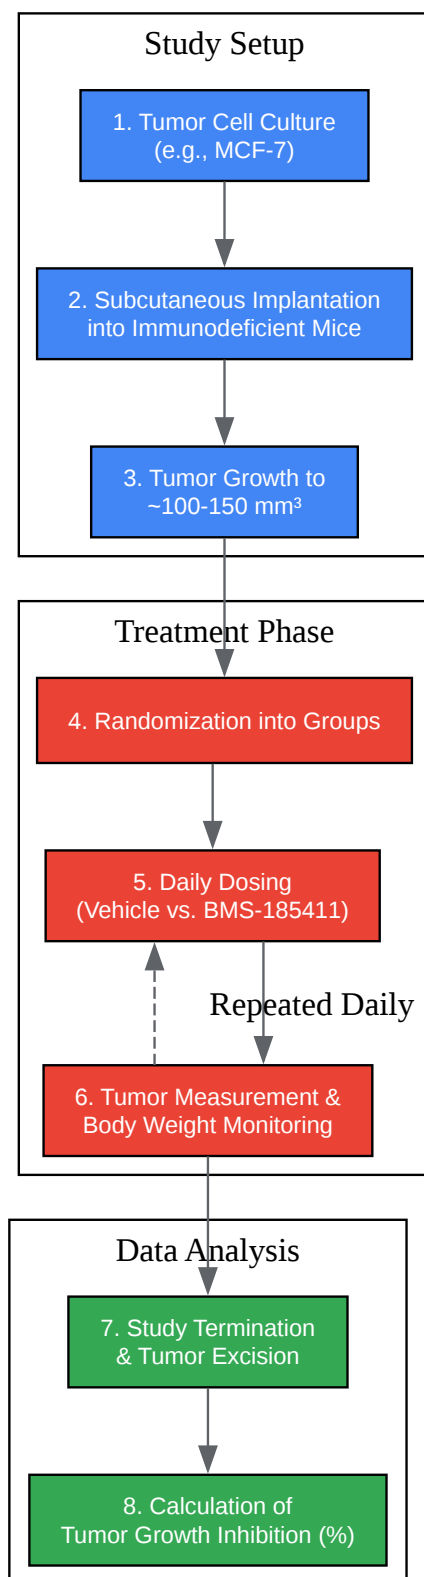 Study Setup
1. Tumor Cell Culture
(e.g., MCF-7)
2. Subcutaneous Implantation
into Immunodeficient Mice
3. Tumor Growth to
~100-150 mm³
Treatment Phase
4. Randomization into Groups
5. Daily Dosing
(Vehicle vs. BMS-185411)
Repeated Daily
6. Tumor Measurement &
Body Weight Monitoring
Data Analysis
7. Study Termination
& Tumor Excision
8. Calculation of
Tumor Growth Inhibition (%)